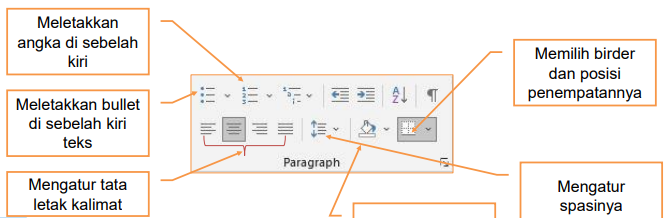 Meletakkan
angka di sebelah
kiri
Meletakkan bullet
di sebelah kiri
teks
Mengatur tata
letak kalimat
Paragraph
Memilih birder
dan posisi
penempatannya
Mengatur
spasinya